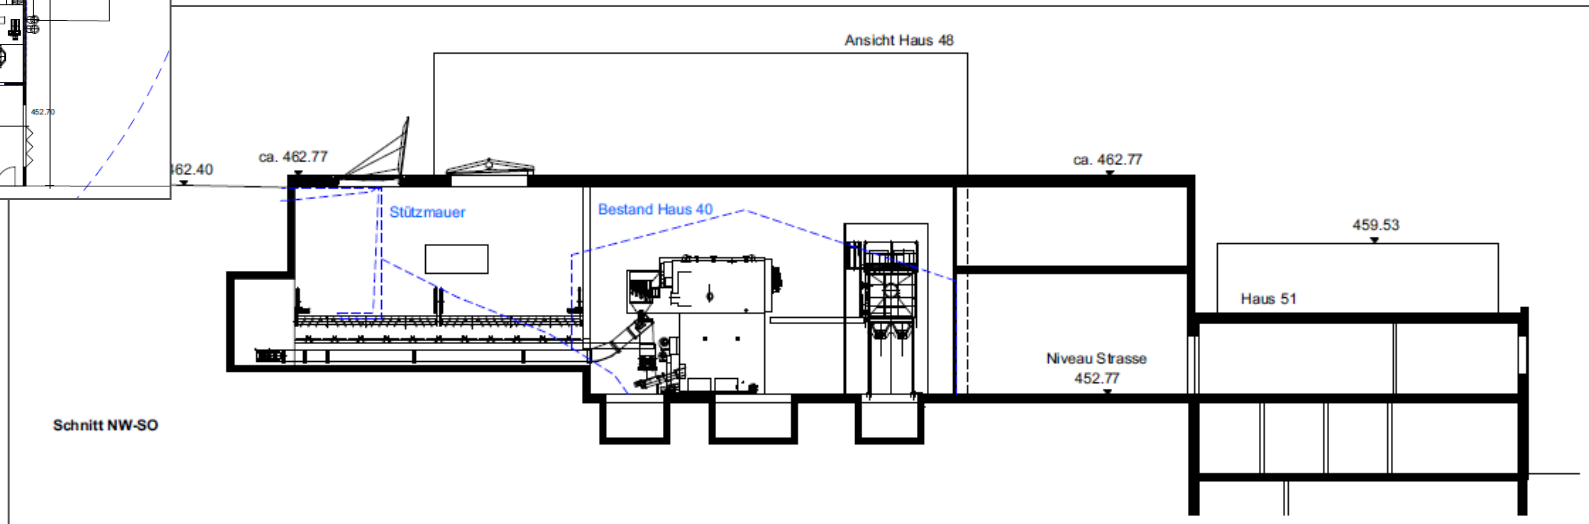 Ansicht Haus 48
452.70
ca. 462.77
ca. 462.77
462.40
Stützmauer
Bestand Haus 40
459.53
Haus 51
Niveau Strasse
452.77
Schnitt NW-SO